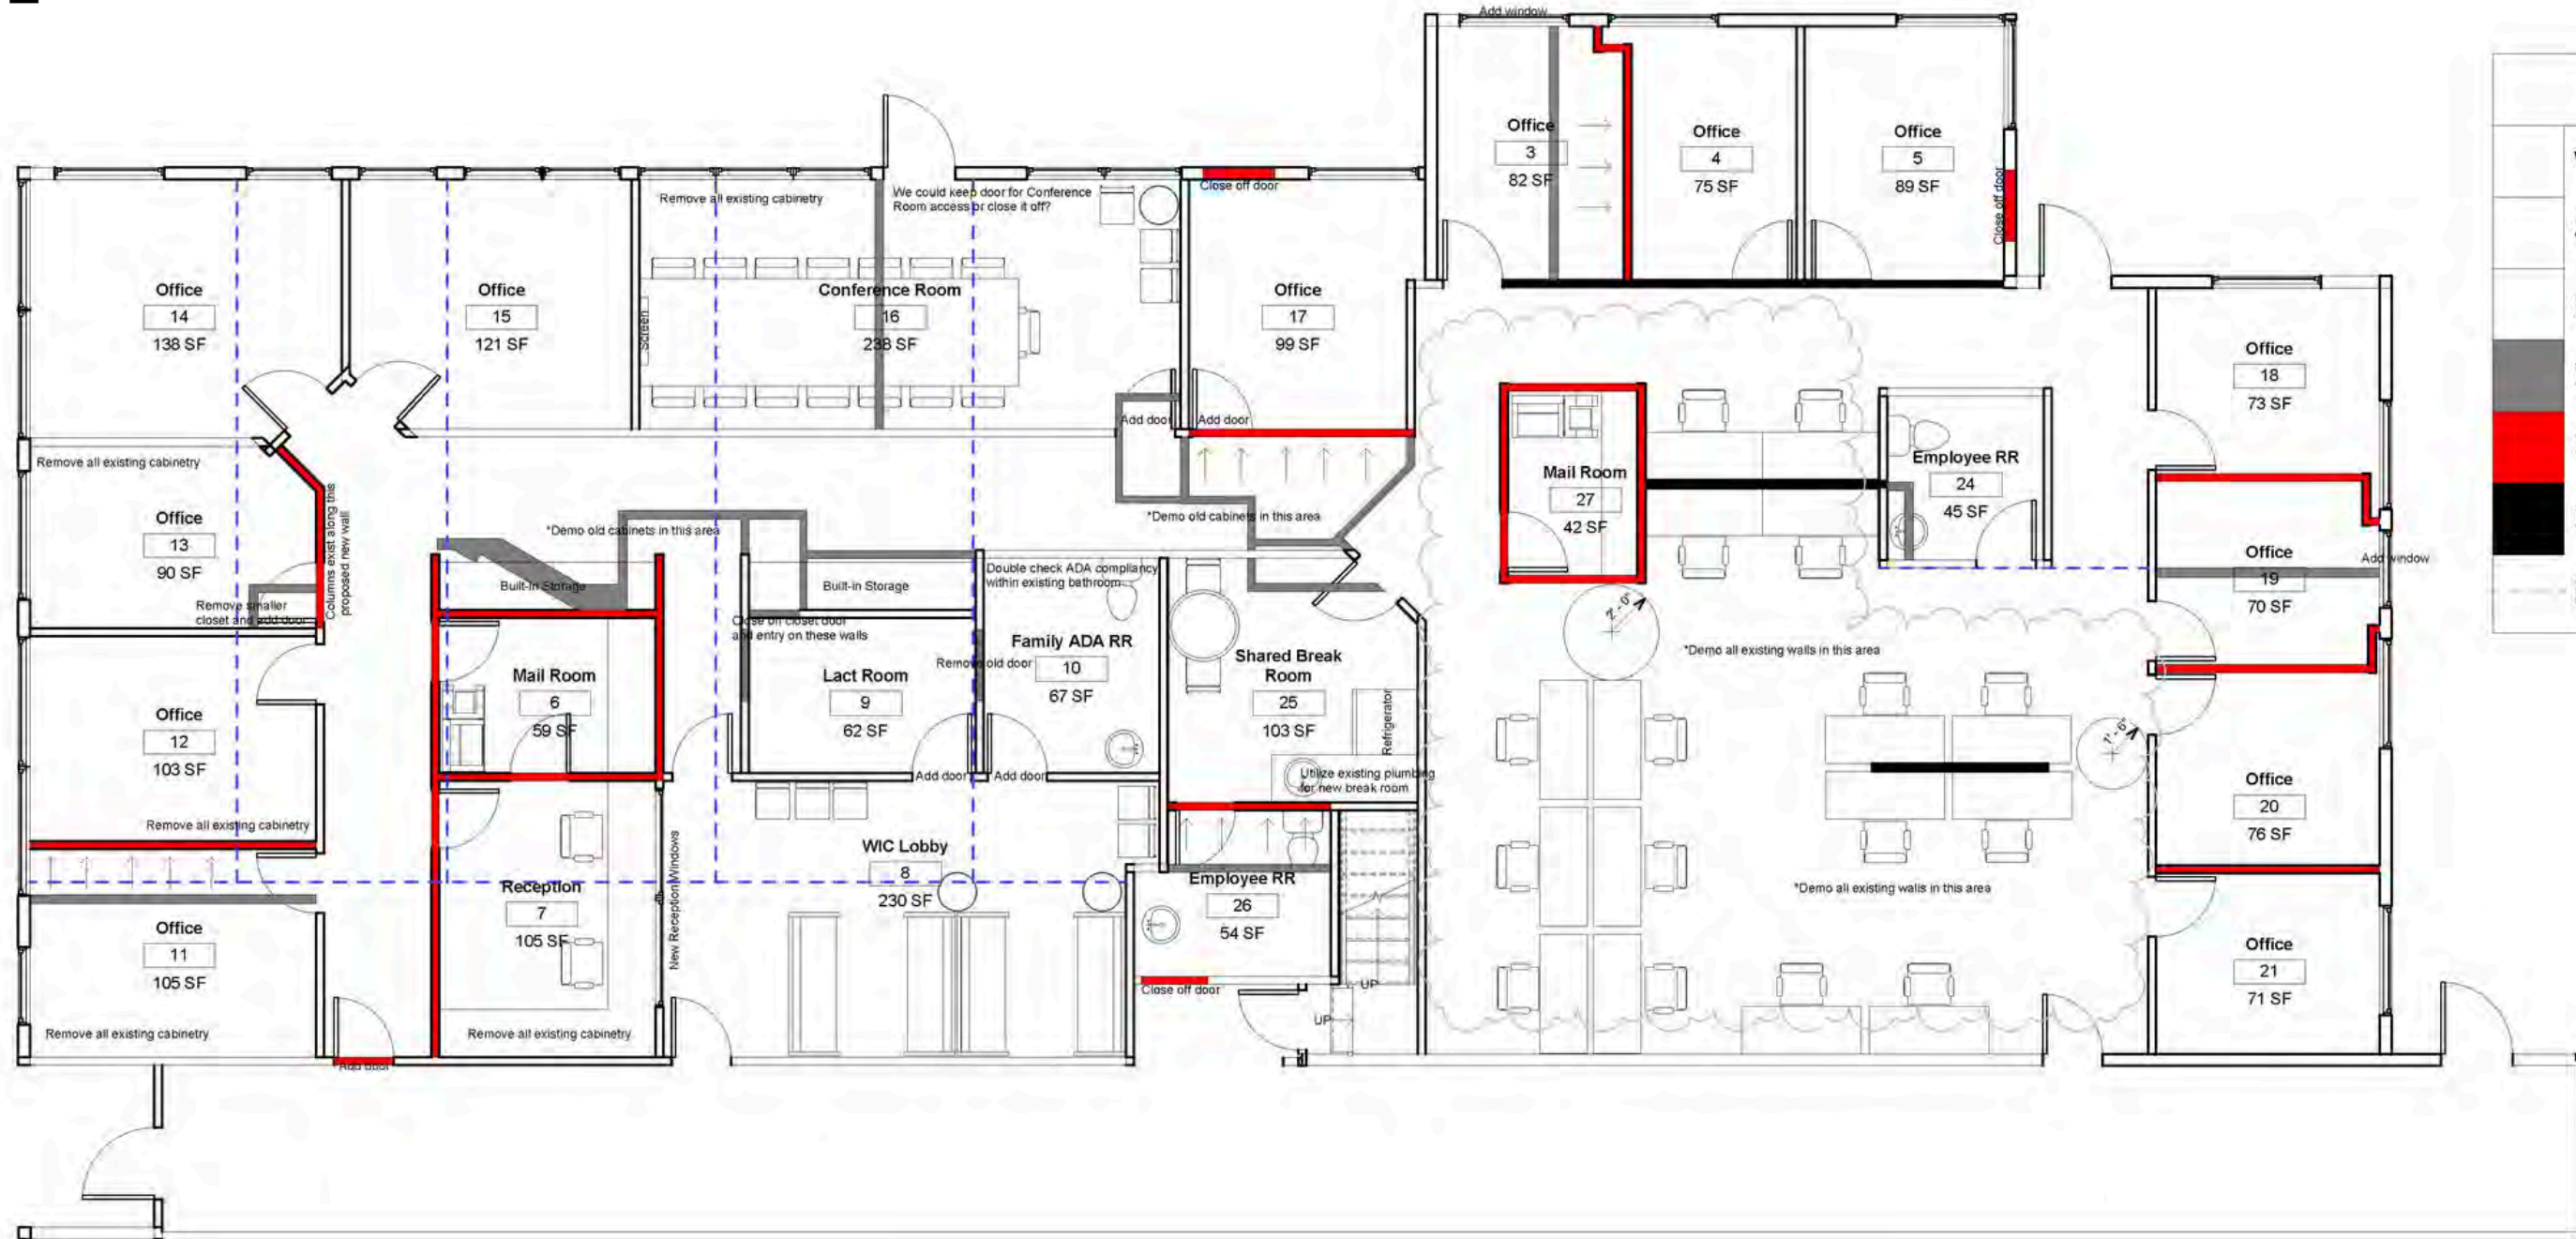 Add window
Office
3
82 SF
Office
4
75 SF
Office
5
89 SF
Close off door
Close off door
We could keep door for Conference
Room access or close it off?
Remove all existing cabinetry
Office
14
138 SF
Office
15
121 SF
Screen
Conference Room
16
238 SF
Office
17
99 SF
Office
18
73 SF
Add door
Add door
Remove all existing cabinetry
Mail Room
27
42 SF
Employee RR
24
45 SF
Office
13
90 SF
Columns exist along this
proposed new wall
*Demo old cabinets in this area
*Demo old cabinets in this area
Office
19
70 SF
Add window
Built-In Storage
Built-In Storage
Double check ADA compliancy
within existing bathroom
Remove smaller
closet and add door
Close off closet door
and entry on these walls
2' - 0"
Family ADA RR
10
67 SF
Remove old door
Shared Break
Room
25
103 SF
*Demo all existing walls in this area
Mail Room
6
59 SF
Lact Room
9
62 SF
Refrigerator
Office
12
103 SF
1' - 6"
Add door
Add door
Utilize existing plumbing
for new break room
Office
20
76 SF
Remove all existing cabinetry
WIC Lobby
8
230 SF
New Reception Windows
Reception
7
105 SF
Employee RR
26
54 SF
*Demo all existing walls in this area
Office
11
105 SF
Office
21
71 SF
Close off door
UP
UP
Remove all existing cabinetry
Remove all existing cabinetry
Add door